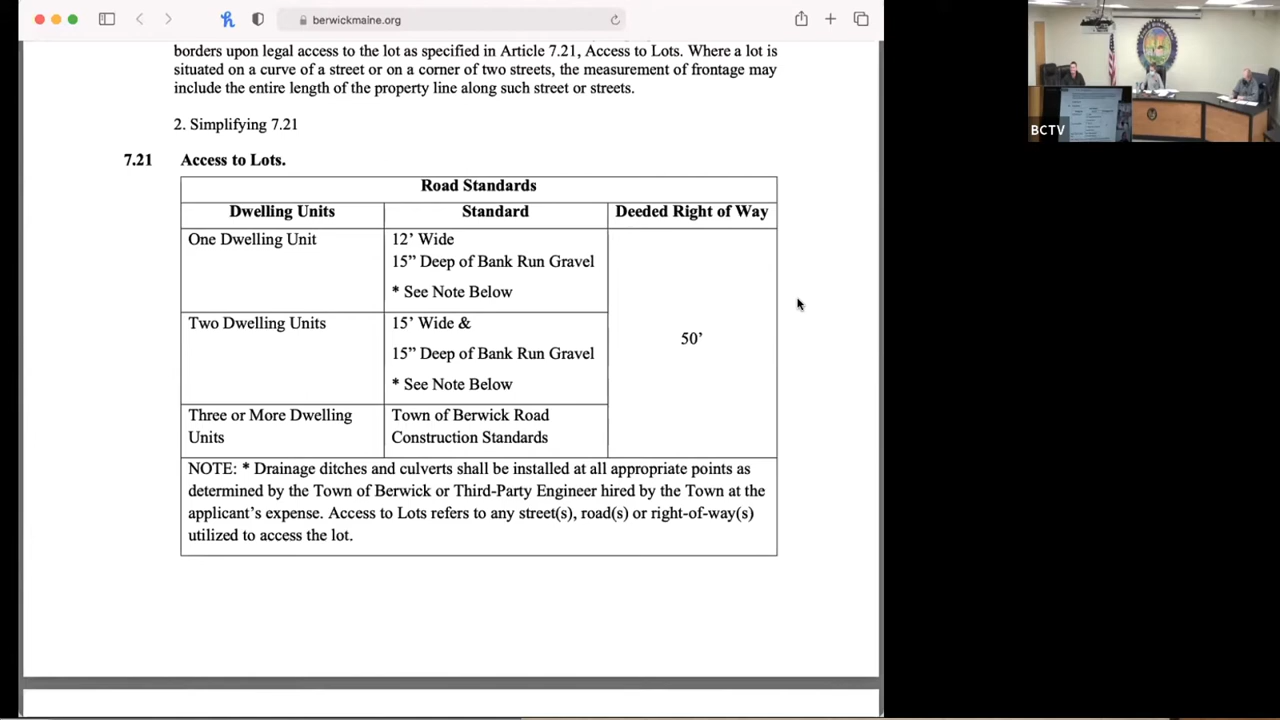 berwickmaine.org
borders upon legal access to the lot as specified in Article 7.21, Access to Lots. Where a lot is
situated on a curve of a street or on a corner of two streets, the measurement of frontage may
include the entire length of the property line along such street or streets.
2. Simplifying 7.21
7.21 Access to Lots.
Road Standards
Dwelling Units Standard Deeded Right of Way
One Dwelling Unit
12’ Wide
15” Deep of Bank Run Gravel
* See Note Below
Two Dwelling Units
15’ Wide &
15” Deep of Bank Run Gravel
* See Note Below
50’
Three or More Dwelling
Units
Town of Berwick Road
Construction Standards
NOTE: * Drainage ditches and culverts shall be installed at all appropriate points as
determined by the Town of Berwick or Third-Party Engineer hired by the Town at the
applicant’s expense. Access to Lots refers to any street(s), road(s) or right-of-way(s)
utilized to access the lot.
BCTV